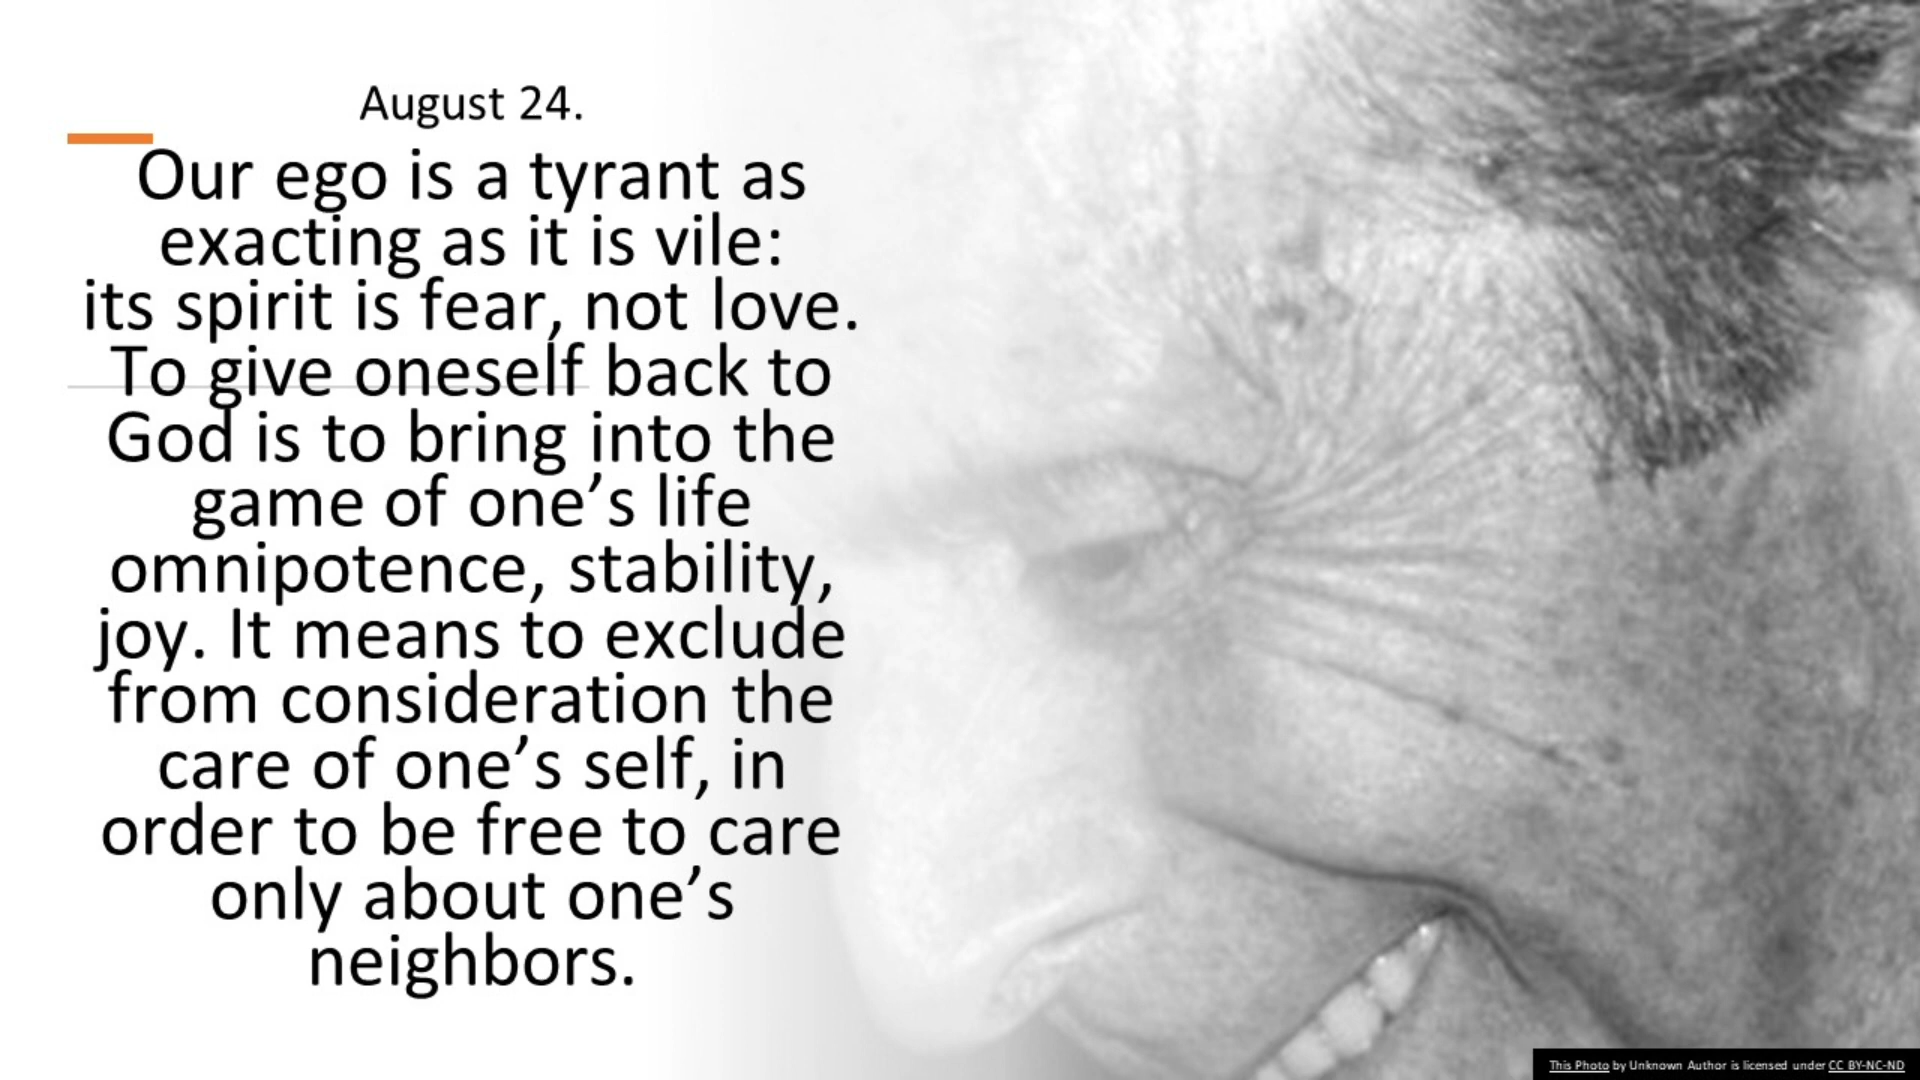 August 24.
Our ego is a tyrant as
exacting as it is vile:
its spirit is fear, not love.
To give oneself back to
God is to bring into the
game of one’s life
omnipotence, stability,
joy. It means to exclude
from consideration the
care of one’s self, in
order to be free to care
only about one’s
neighbors.
This Photo by Unknown Author is licensed under CC BY-NC-ND